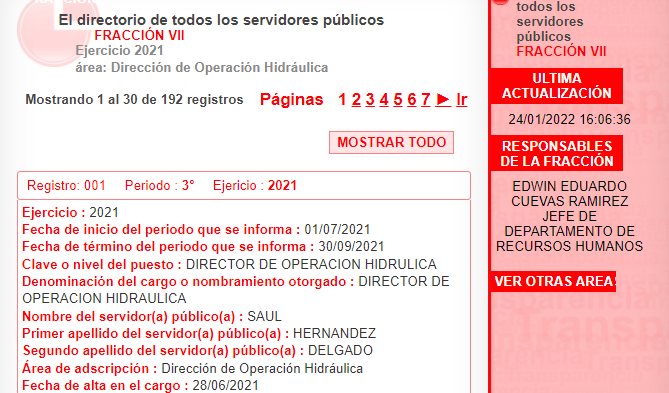 El directorio de todos los servidores públicos
FRACCIÓN VII
Ejercicio 2021
área: Dirección de Operación Hidráulica
Mostrando 1 al 30 de 192 registros Páginas 1 2 3 4 5 6 7 ► Ir
MOSTRAR TODO
Registro: 001 Periodo : 3° Ejericio : 2021
Ejercicio : 2021
Fecha de inicio del periodo que se informa : 01/07/2021
Fecha de término del periodo que se informa : 30/09/2021
Clave o nivel del puesto : DIRECTOR DE OPERACION HIDRULICA
Denominación del cargo o nombramiento otorgado : DIRECTOR DE
OPERACION HIDRAULICA
Nombre del servidor(a) público(a) : SAUL
Primer apellido del servidor(a) público(a) : HERNANDEZ
Segundo apellido del servidor(a) público(a) : DELGADO
Área de adscripción : Dirección de Operación Hidráulica
Fecha de alta en el cargo : 28/06/2021
todos los
servidores
públicos
FRACCIÓN VII
ULTIMA
ACTUALIZACIÓN
24/01/2022 16:06:36
RESPONSABLES
DE LA FRACCIÓN
EDWIN EDUARDO
CUEVAS RAMIREZ
JEFE DE
DEPARTAMENTO DE
RECURSOS HUMANOS
VER OTRAS AREAS